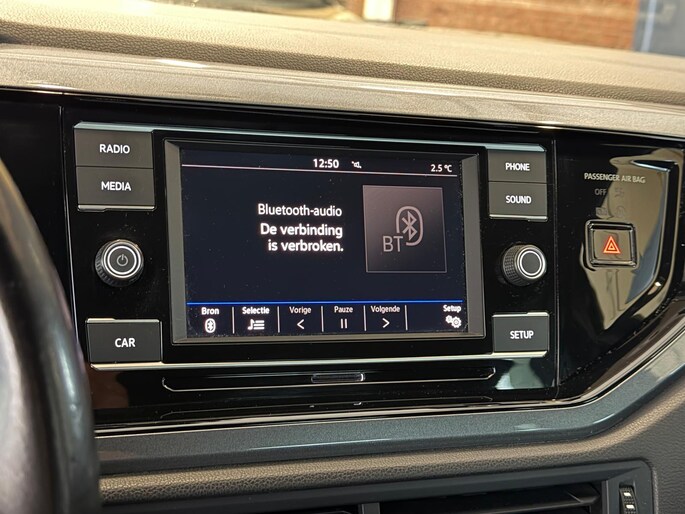 RADIO
MEDIA
CAR
12:50
2.5 °C
Bluetooth-audio
De verbinding
is verbroken.
BT
Bron
Selectie
Vorige
Pauze
Volgende
Setup
PHONE
SOUND
SETUP
PASSENGER AIR BAG
OFF